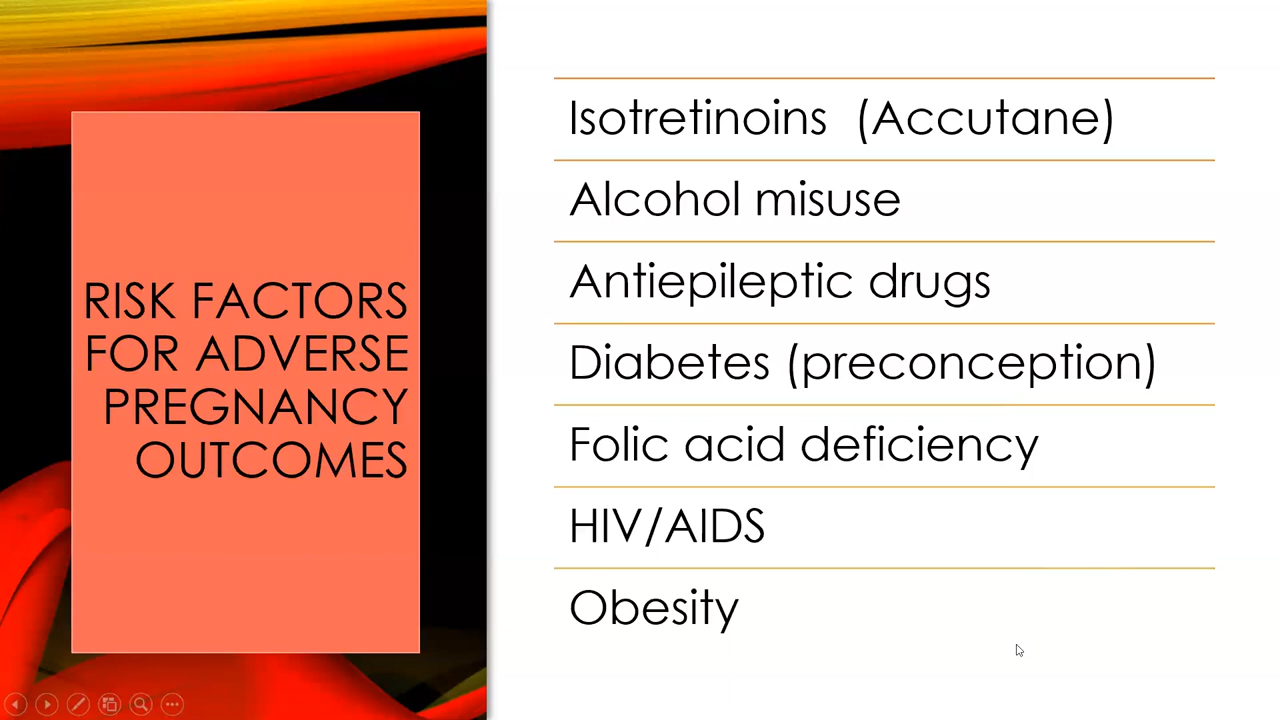 RISK FACTORS
FOR ADVERSE
PREGNANCY
OUTCOMES
Isotretinoins (Accutane)
Alcohol misuse
Antiepileptic drugs
Diabetes (preconception)
Folic acid deficiency
HIV/AIDS
Obesity